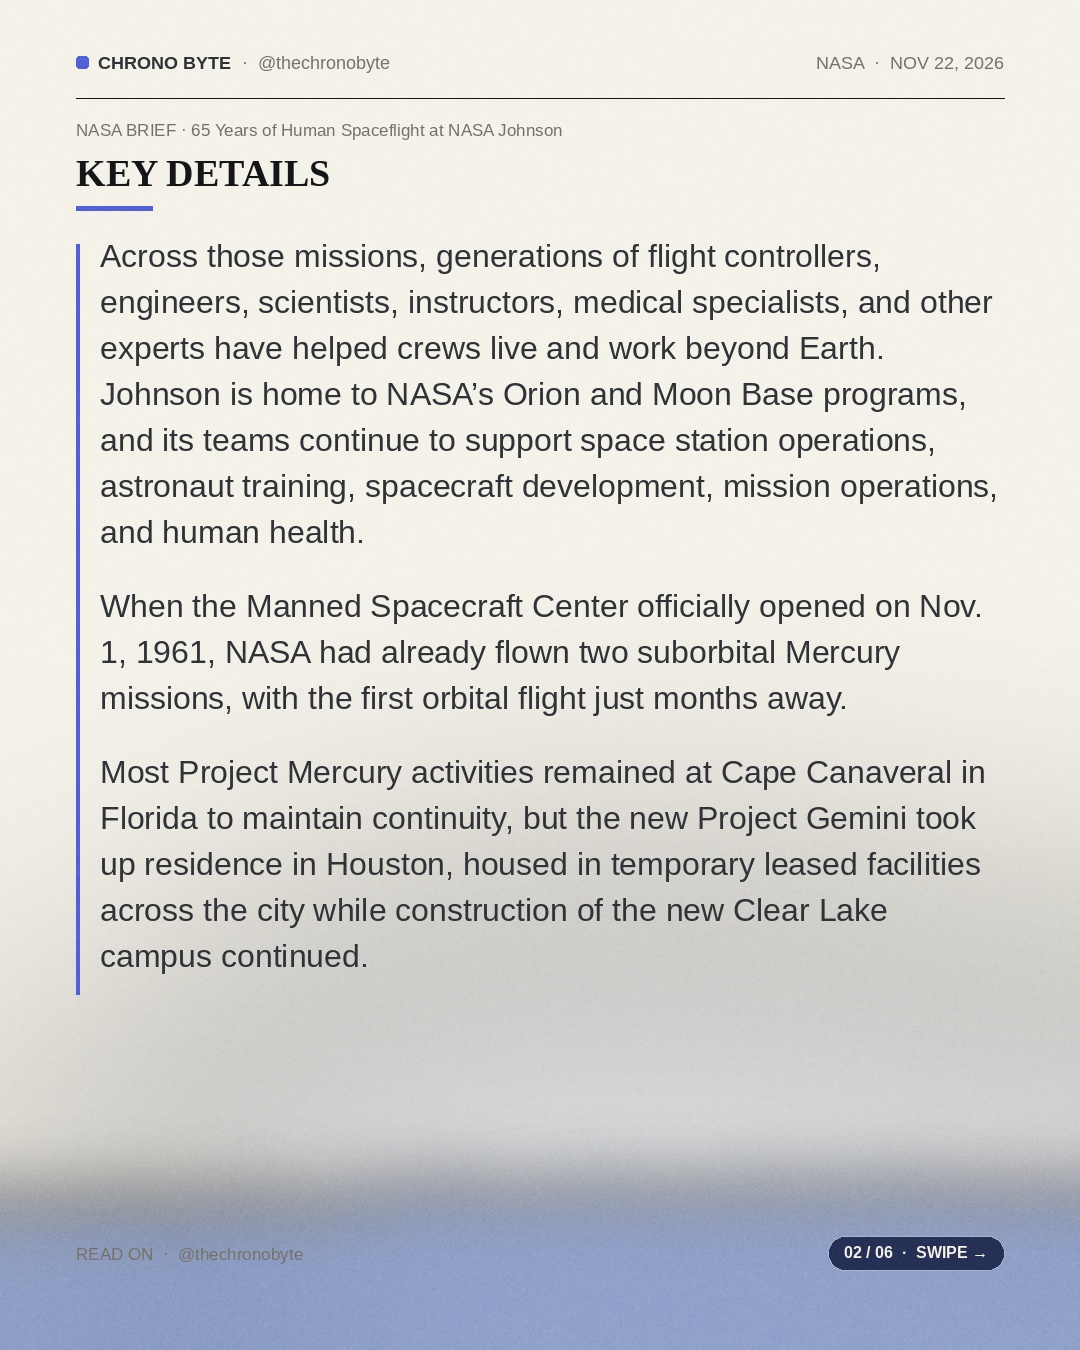 CHRONO BYTE · @thechronobyte
NASA · NOV 22, 2026
NASA BRIEF · 65 Years of Human Spaceflight at NASA Johnson
KEY DETAILS
Across those missions, generations of flight controllers,
engineers, scientists, instructors, medical specialists, and other
experts have helped crews live and work beyond Earth.
Johnson is home to NASA’s Orion and Moon Base programs,
and its teams continue to support space station operations,
astronaut training, spacecraft development, mission operations,
and human health.
When the Manned Spacecraft Center officially opened on Nov.
1, 1961, NASA had already flown two suborbital Mercury
missions, with the first orbital flight just months away.
Most Project Mercury activities remained at Cape Canaveral in
Florida to maintain continuity, but the new Project Gemini took
up residence in Houston, housed in temporary leased facilities
across the city while construction of the new Clear Lake
campus continued.
READ ON · @thechronobyte
02 / 06 · SWIPE →